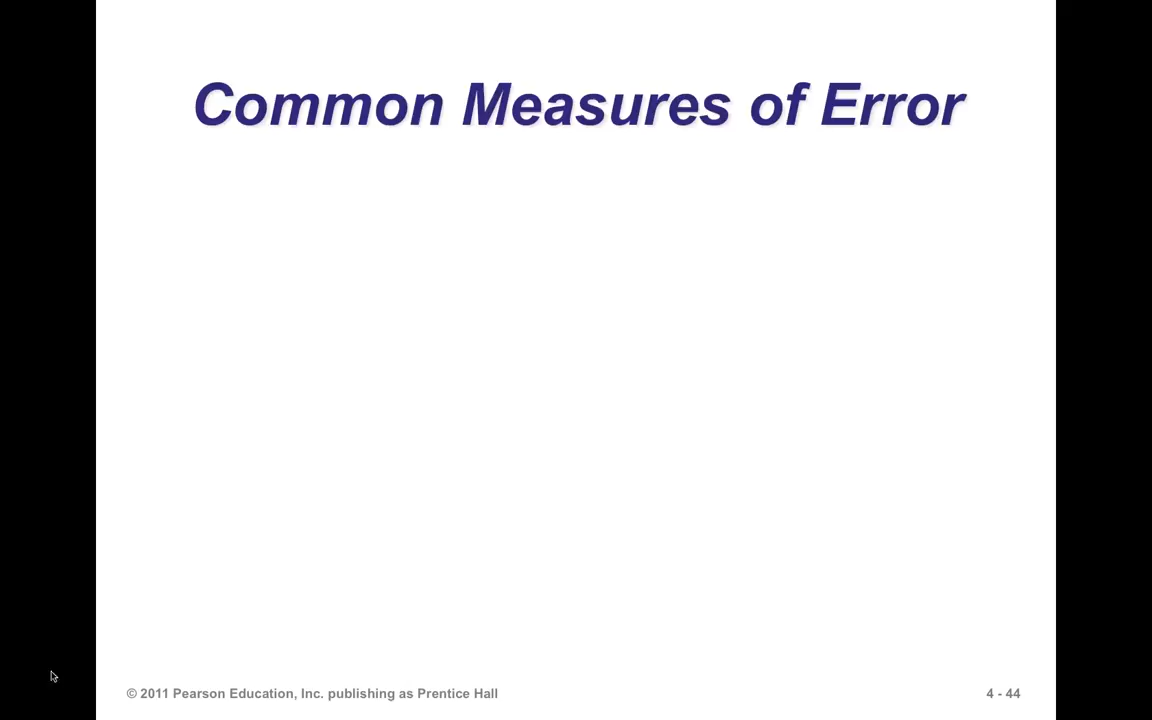 Common Measures of Error
© 2011 Pearson Education, Inc. publishing as Prentice Hall
4 - 44